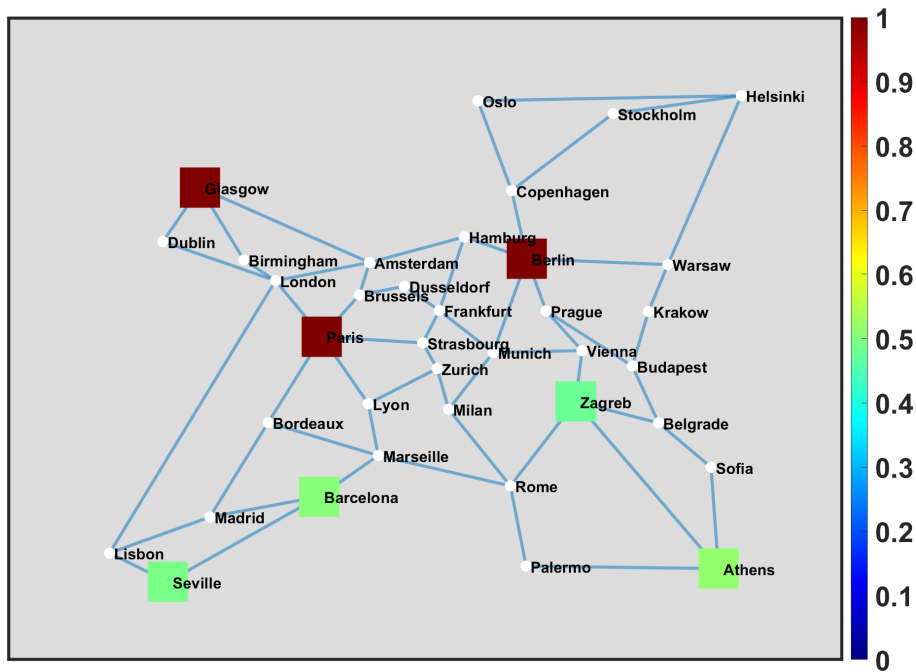 1
0.9
0.8
0.7
0.6
0.5
0.4
0.3
0.2
0.1
0
Oslo
Helsinki
Stockholm
Glasgow
Copenhagen
Dublin
Hamburg
Birmingham
Amsterdam
Berlin
Warsaw
London
Dusseldorf
Brussels
Frankfurt
Prague
Krakow
Paris
Strasbourg
Munich
Vienna
Zurich
Budapest
Lyon
Milan
Zagreb
Bordeaux
Belgrade
Marseille
Sofia
Rome
Barcelona
Madrid
Lisbon
Seville
Palermo
Athens